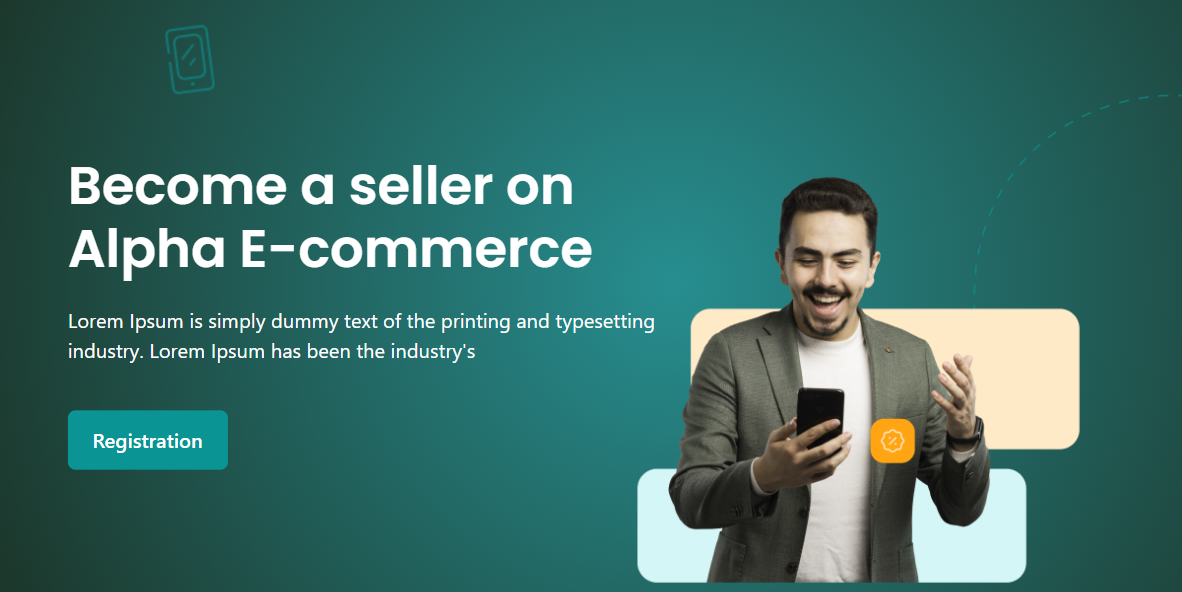 Become a seller on
Alpha E-commerce
Lorem Ipsum is simply dummy text of the printing and typesetting
industry. Lorem Ipsum has been the industry's
Registration